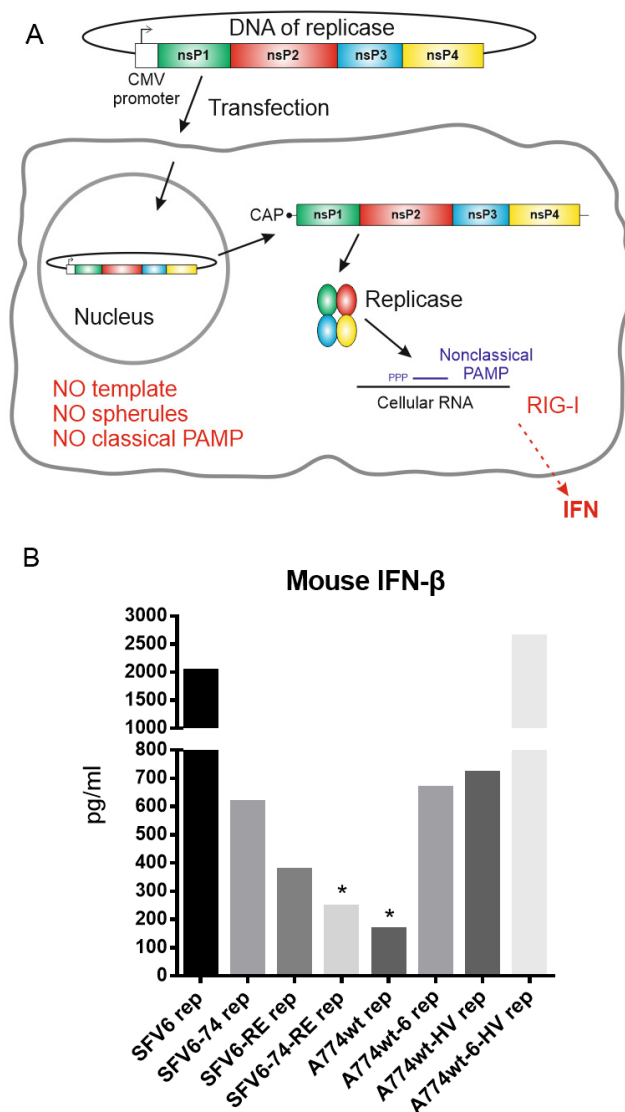 A
DNA of replicase
nsP1 nsP2 nsP3 nsP4
CMV
promoter
Transfection
CAP nsP1 nsP2 nsP3 nsP4
Nucleus
Replicase
Nonclassical
PPP PAMP
Cellular RNA
NO template
NO spherules
NO classical PAMP
RIG-I
IFN
B
Mouse IFN-β
pg/ml
3000
2500
2000
1500
1000
800
700
600
500
400
300
200
100
0
* *
SFV6 rep
SFV6-74 rep
SFV6-RE rep
SFV6-74-RE rep
A774wt rep
A774wt-6 rep
A774wt-HV rep
A774wt-6-HV rep